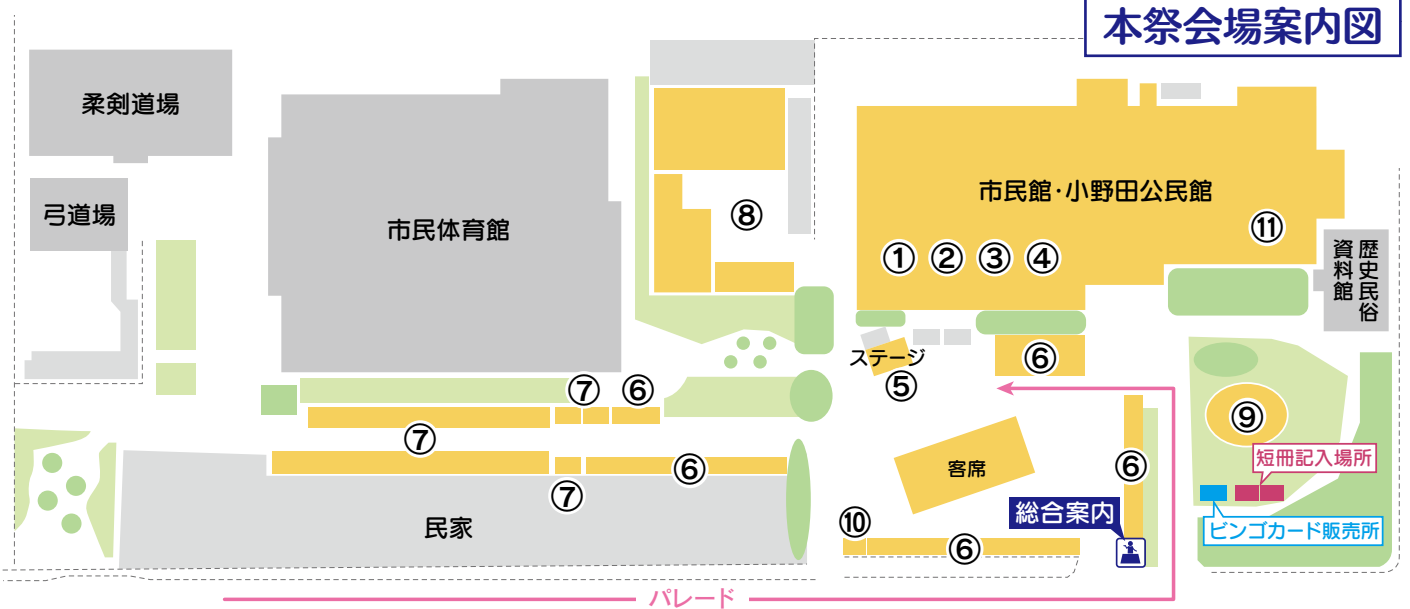 本祭会場案内図
柔剣道場
弓道場
市民体育館
⑧
市民館・小野田公民館
①
②
③
④
⑪
歴史民俗
資料館
ステージ
⑤
⑥
⑦
⑥
⑦
⑨
短冊記入場所
ビンゴカード販売所
客席
⑥
⑦
⑥
総合案内
⑩
⑥
民家
パレード